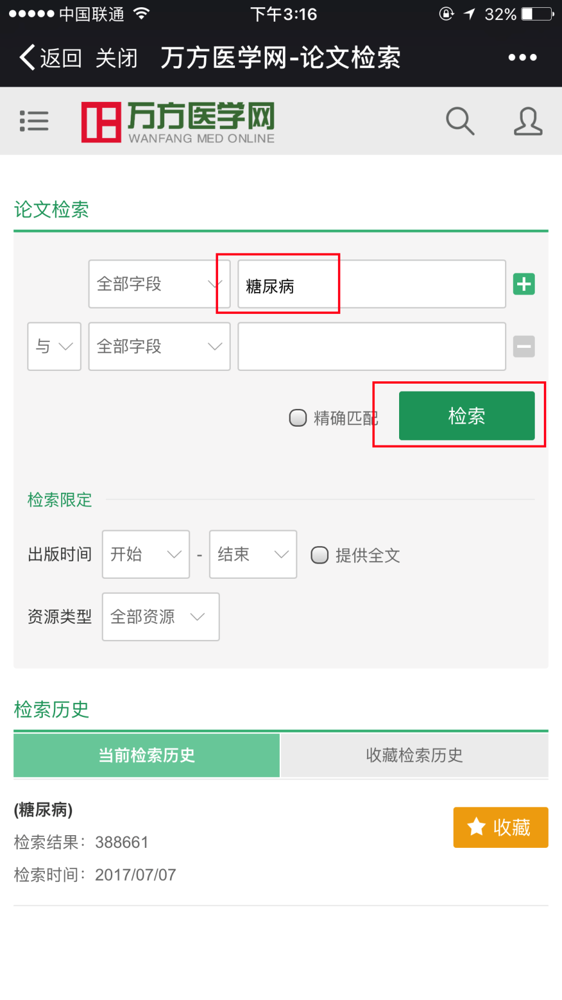 中国联通 下午3:16 32%
返回 关闭 万方医学网-论文检索
万方医学网
WANFANG MED ONLINE
论文检索
全部字段 糖尿病
与 全部字段
精确匹配 检索
检索限定
出版时间 开始 - 结束 提供全文
资源类型 全部资源
检索历史
当前检索历史 收藏检索历史
(糖尿病)
收藏
检索结果：388661
检索时间：2017/07/07